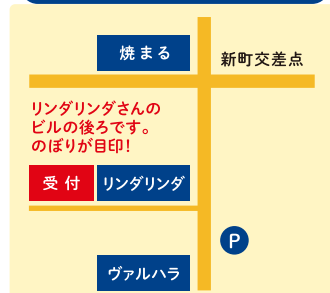 焼まる
新町交差点
リンダリンダさんの
ビルの後ろです。
のぼりが目印！
受付
リンダリンダ
P
ヴァルハラ